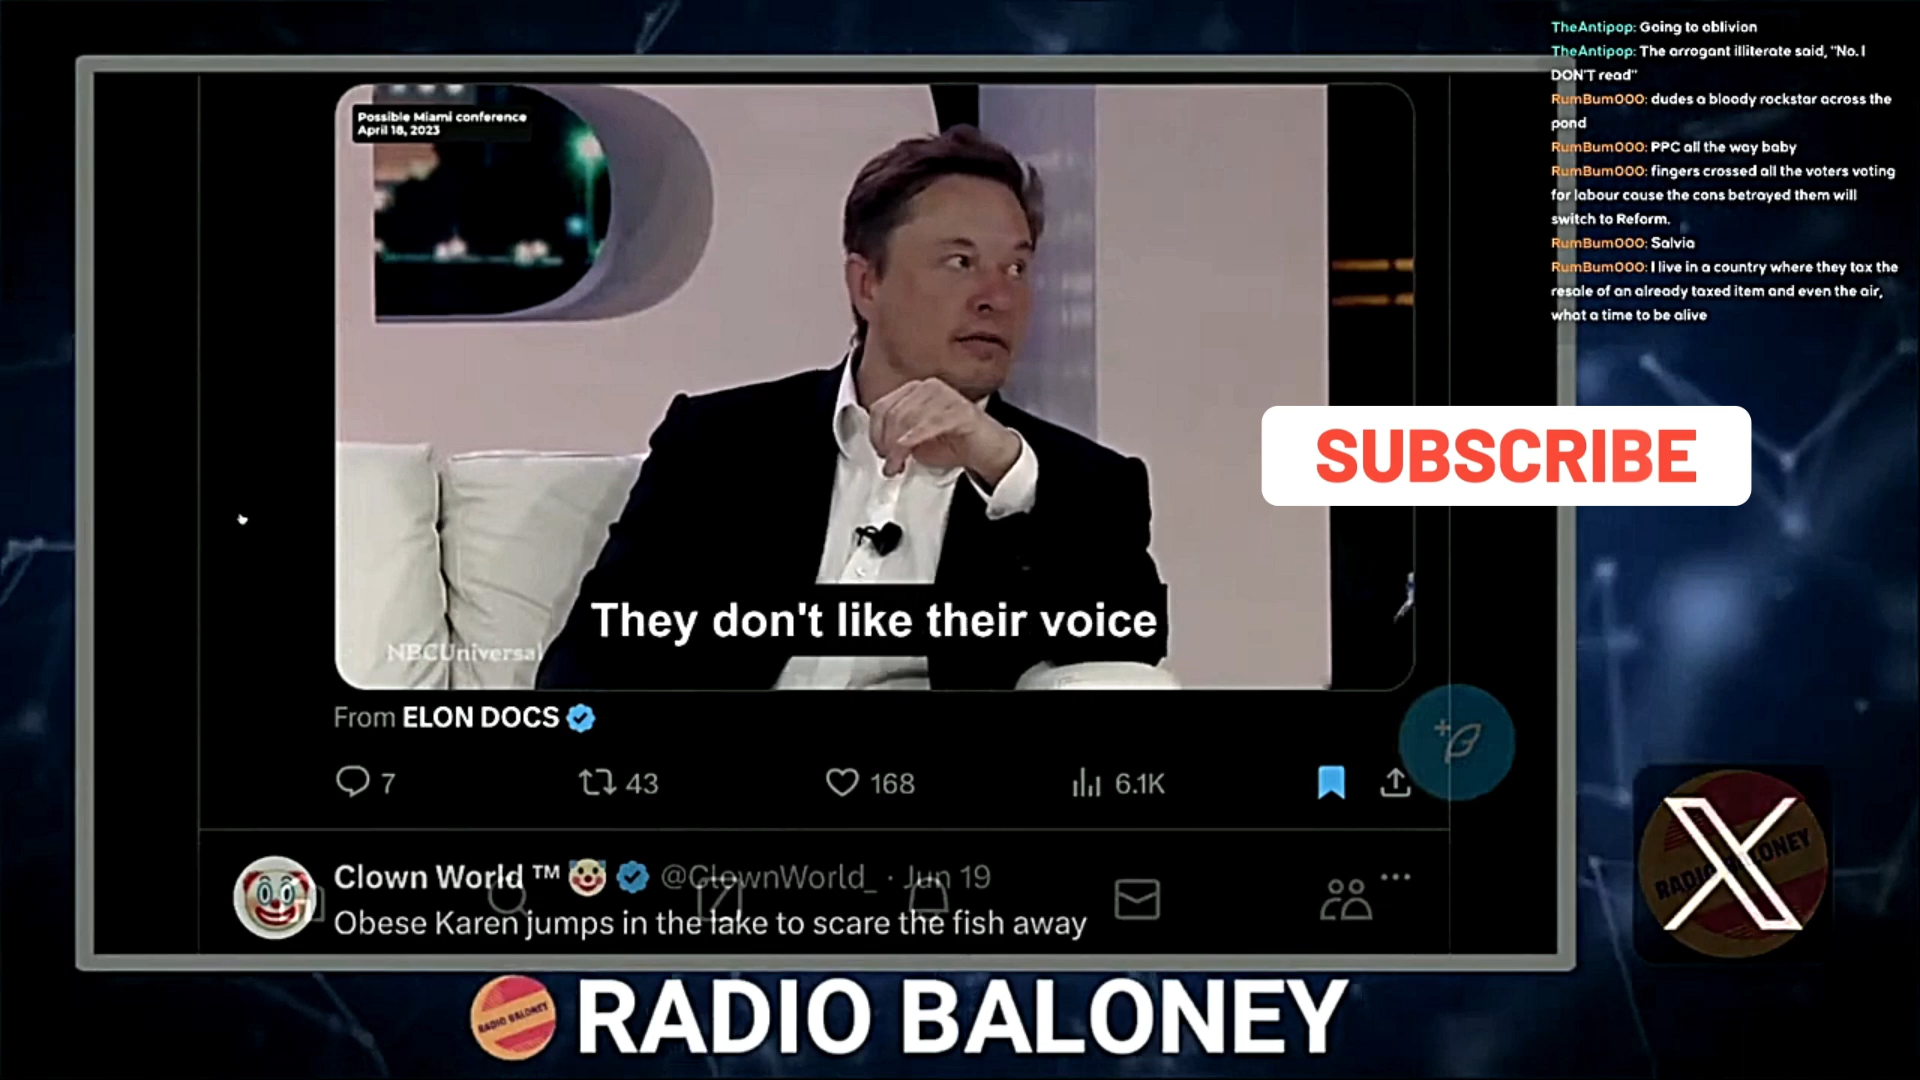 TheAntipop: Going to oblivion
TheAntipop: The arrogant illiterate said, "No. I
DON'T read"
RumBum000: dudes a bloody rockstar across the
pond
RumBum000: PPC all the way baby
RumBum000: fingers crossed all the voters voting
for labour cause the cons betrayed them will
switch to Reform.
RumBum000: Salvia
RumBum000: I live in a country where they tax the
resale of an already taxed item and even the air,
what a time to be alive
Possible Miami conference
April 18, 2023
SUBSCRIBE
They don't like their voice
NBCUniversal
From ELON DOCS
7 43 168 6.1K
Clown World ™ @ClownWorld_ · Jun 19
Obese Karen jumps in the lake to scare the fish away
RADIO BALONEY
RADIO BALONEY
RADIO BALONEY